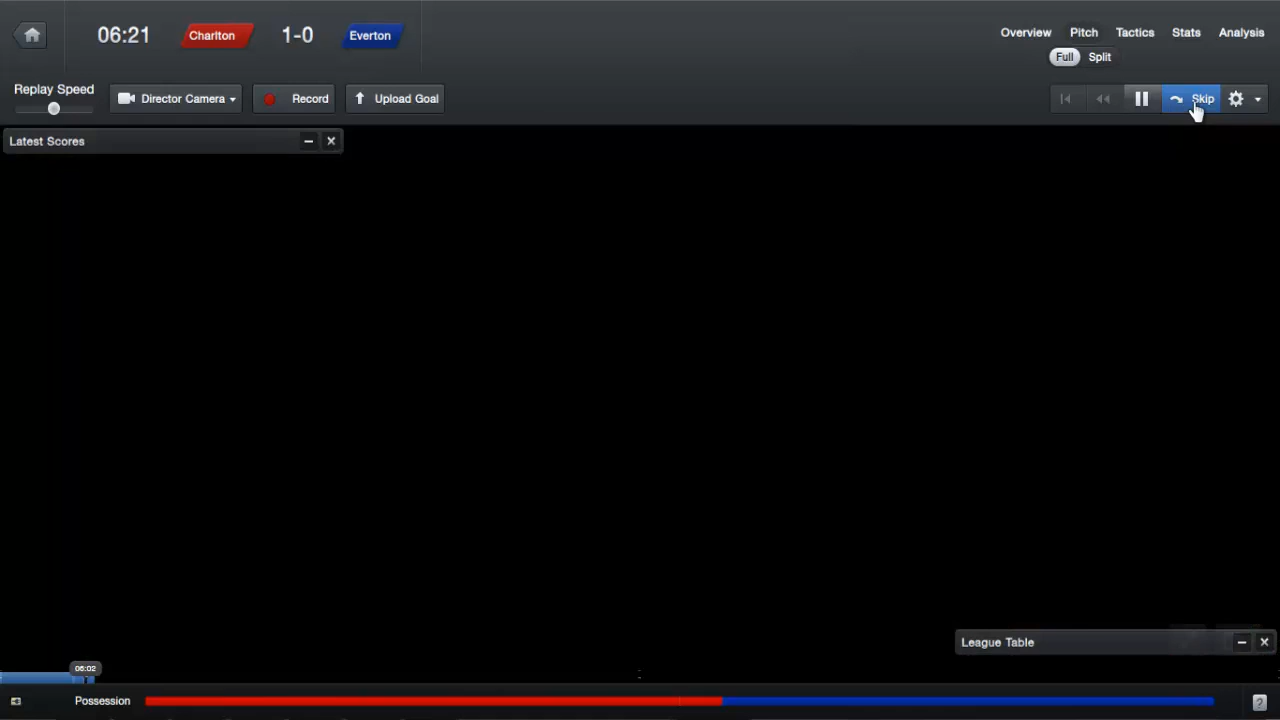 06:21 Charlton 1-0 Everton
Overview Pitch Tactics Stats Analysis
Full Split
Replay Speed
Director Camera Record Upload Goal
Skip
Latest Scores
League Table
06:02
Possession
?